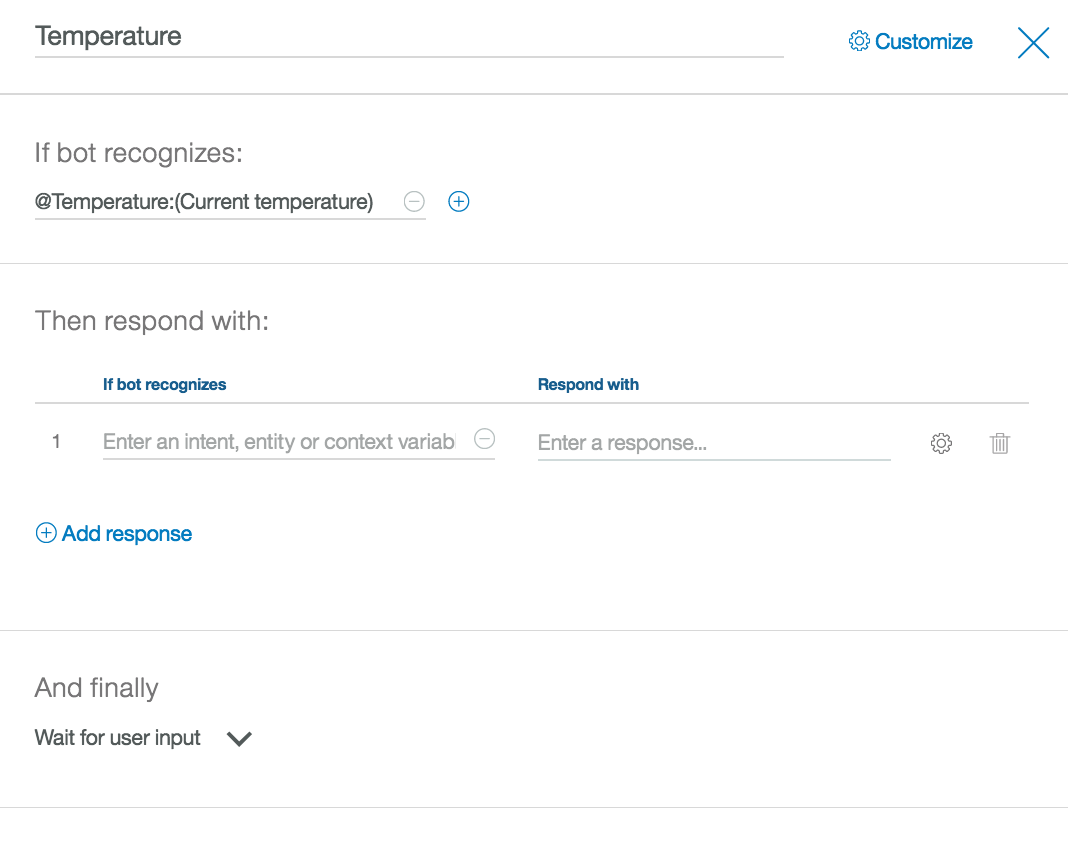 Temperature
Customize
If bot recognizes:
@Temperature:(Current temperature)
Then respond with:
If bot recognizes Respond with
1 Enter an intent, entity or context variab Enter a response...
Add response
And finally
Wait for user input